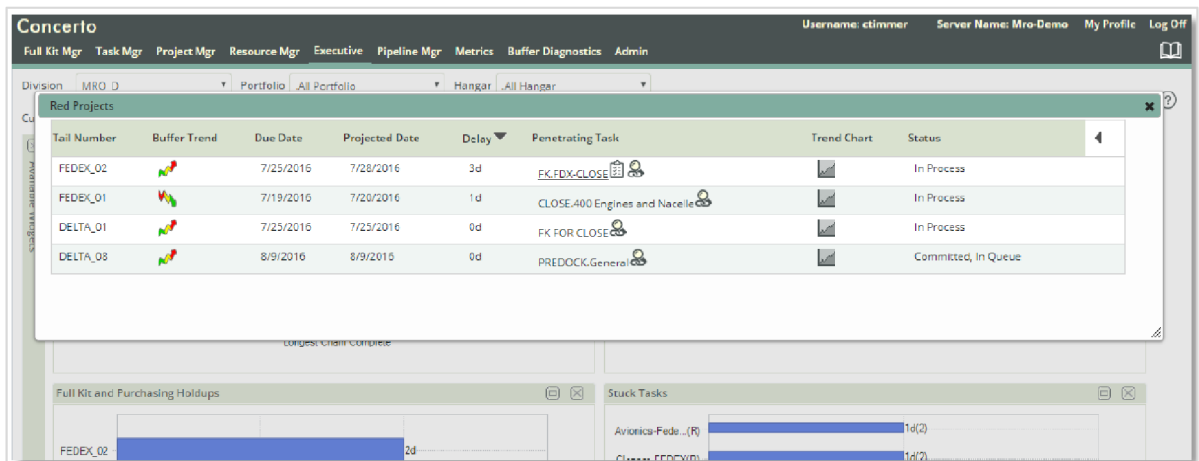 Concerto
Username: ctimmer Server Name: Mro-Demo My Profile Log Off
Full Kit Mgr Task Mgr Project Mgr Resource Mgr Executive Pipeline Mgr Metrics Buffer Diagnostics Admin
Division MRO_D Portfolio .All Portfolio Hangar .All Hangar
Cu
Red Projects
Tail Number Buffer Trend Due Date Projected Date Delay Penetrating Task Trend Chart Status
FEDEX_02 7/25/2016 7/28/2016 3d FK.FDX-CLOSE In Process
FEDEX_01 7/19/2016 7/20/2016 1d CLOSE.400 Engines and Nacelle In Process
DELTA_01 7/25/2016 7/25/2016 0d FK FOR CLOSE In Process
DELTA_08 8/9/2016 8/9/2016 0d PREDOCK.General Committed, In Queue
Available Widgets
Longest Chain Complete
Full Kit and Purchasing Holdups
Stuck Tasks
FEDEX_02 2d
Avionics-Fede...(R) 1d(2)
1d(2)